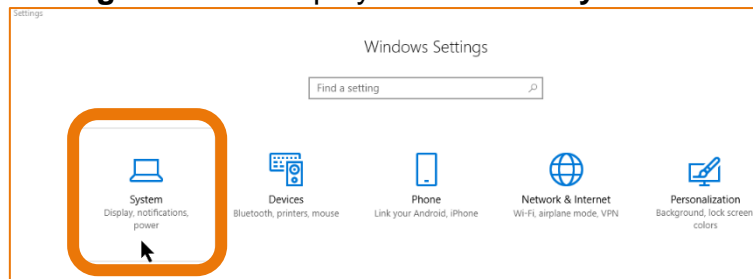 Settings
Windows Settings
Find a setting
System
Display, notifications,
power
Devices
Bluetooth, printers, mouse
Phone
Link your Android, iPhone
Network & Internet
Wi-Fi, airplane mode, VPN
Personalization
Background, lock screen,
colors